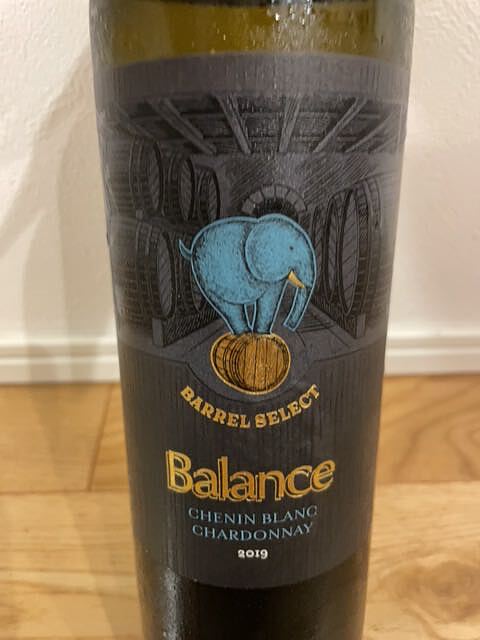 BARREL SELECT
Balance
CHENIN BLANC
CHARDONNAY
2019